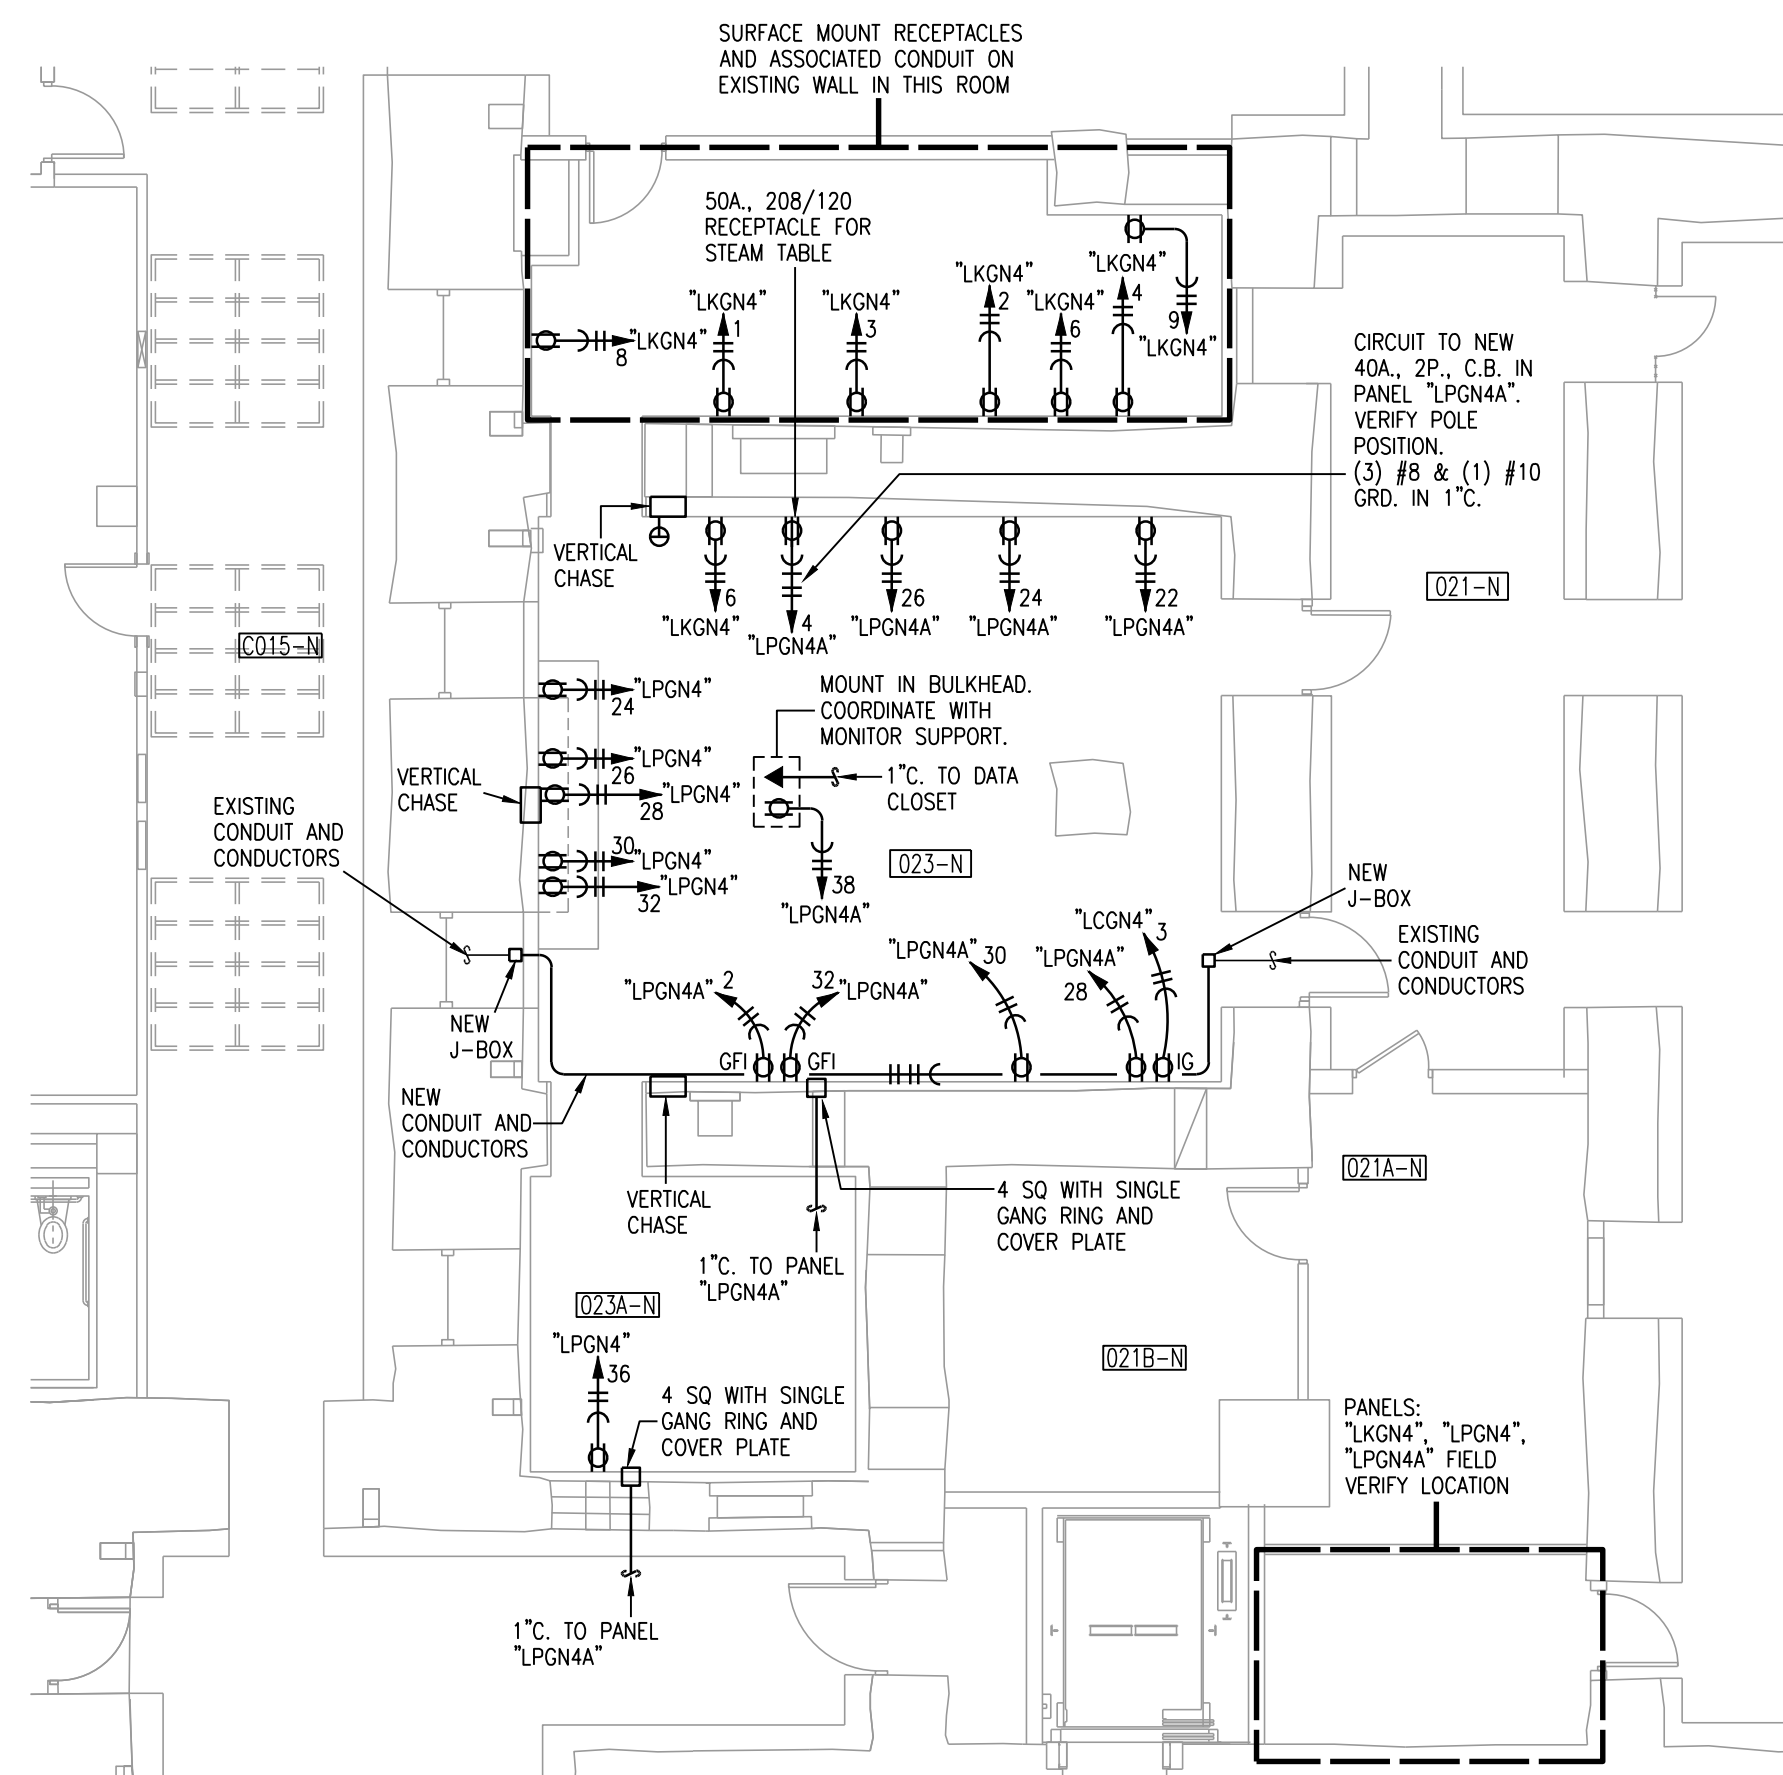 SURFACE MOUNT RECEPTACLES
AND ASSOCIATED CONDUIT ON
EXISTING WALL IN THIS ROOM
50A., 208/120
RECEPTACLE FOR
STEAM TABLE
"LKGN4"
8
"LKGN4"
1
"LKGN4"
3
"LKGN4"
2
"LKGN4"
6
"LKGN4"
4
9
"LKGN4"
CIRCUIT TO NEW
40A., 2P., C.B. IN
PANEL "LPGN4A".
VERIFY POLE
POSITION.
(3) #8 & (1) #10
GRD. IN 1"C.
VERTICAL
CHASE
6
"LKGN4"
4
"LPGN4A"
26
"LPGN4A"
24
"LPGN4A"
22
"LPGN4A"
021-N
C015-N
"LPGN4"
24
"LPGN4"
26
"LPGN4"
28
30
"LPGN4"
"LPGN4"
32
MOUNT IN BULKHEAD.
COORDINATE WITH
MONITOR SUPPORT.
1"C. TO DATA
CLOSET
38
"LPGN4A"
023-N
VERTICAL
CHASE
EXISTING
CONDUIT AND
CONDUCTORS
NEW
J-BOX
EXISTING
CONDUIT AND
CONDUCTORS
"LCGN4"
3
"LPGN4A"
30
"LPGN4A"
28
"LPGN4A"
2
32
"LPGN4A"
NEW
J-BOX
GFI
GFI
IG
NEW
CONDUIT AND
CONDUCTORS
VERTICAL
CHASE
4 SQ WITH SINGLE
GANG RING AND
COVER PLATE
1"C. TO PANEL
"LPGN4A"
021A-N
023A-N
"LPGN4"
36
4 SQ WITH SINGLE
GANG RING AND
COVER PLATE
021B-N
PANELS:
"LKGN4", "LPGN4",
"LPGN4A" FIELD
VERIFY LOCATION
1"C. TO PANEL
"LPGN4A"